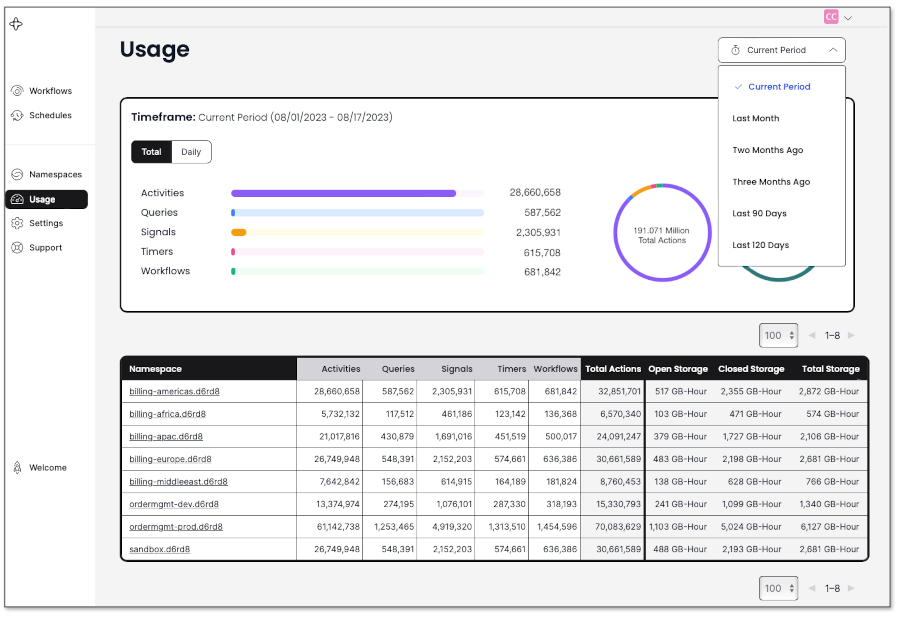 CC
Usage
Current Period
Workflows
Schedules
Namespaces
Usage
Settings
Support
Welcome
Current Period
Last Month
Two Months Ago
Three Months Ago
Last 90 Days
Last 120 Days
Timeframe: Current Period (08/01/2023 - 08/17/2023)
Total Daily
Activities 28,660,658
Queries 587,562
Signals 2,305,931
Timers 615,708
Workflows 681,842
191.071 Million
Total Actions
100 1–8
Namespace Activities Queries Signals Timers Workflows Total Actions Open Storage Closed Storage Total Storage
billing-americas.d6rd8 28,660,658 587,562 2,305,931 615,708 681,842 32,851,701 517 GB-Hour 2,355 GB-Hour 2,872 GB-Hour
billing-africa.d6rd8 5,732,132 117,512 461,186 123,142 136,368 6,570,340 103 GB-Hour 471 GB-Hour 574 GB-Hour
billing-apac.d6rd8 21,017,816 430,879 1,691,016 451,519 500,017 24,091,247 379 GB-Hour 1,727 GB-Hour 2,106 GB-Hour
billing-europe.d6rd8 26,749,948 548,391 2,152,203 574,661 636,386 30,661,589 483 GB-Hour 2,198 GB-Hour 2,681 GB-Hour
billing-middleeast.d6rd8 7,642,842 156,683 614,915 164,189 181,824 8,760,453 138 GB-Hour 628 GB-Hour 766 GB-Hour
ordermgmt-dev.d6rd8 13,374,974 274,195 1,076,101 287,330 318,193 15,330,793 241 GB-Hour 1,099 GB-Hour 1,340 GB-Hour
ordermgmt-prod.d6rd8 61,142,738 1,253,465 4,919,320 1,313,510 1,454,596 70,083,629 1,103 GB-Hour 5,024 GB-Hour 6,127 GB-Hour
sandbox.d6rd8 26,749,948 548,391 2,152,203 574,661 636,386 30,661,589 488 GB-Hour 2,193 GB-Hour 2,681 GB-Hour
100 1–8